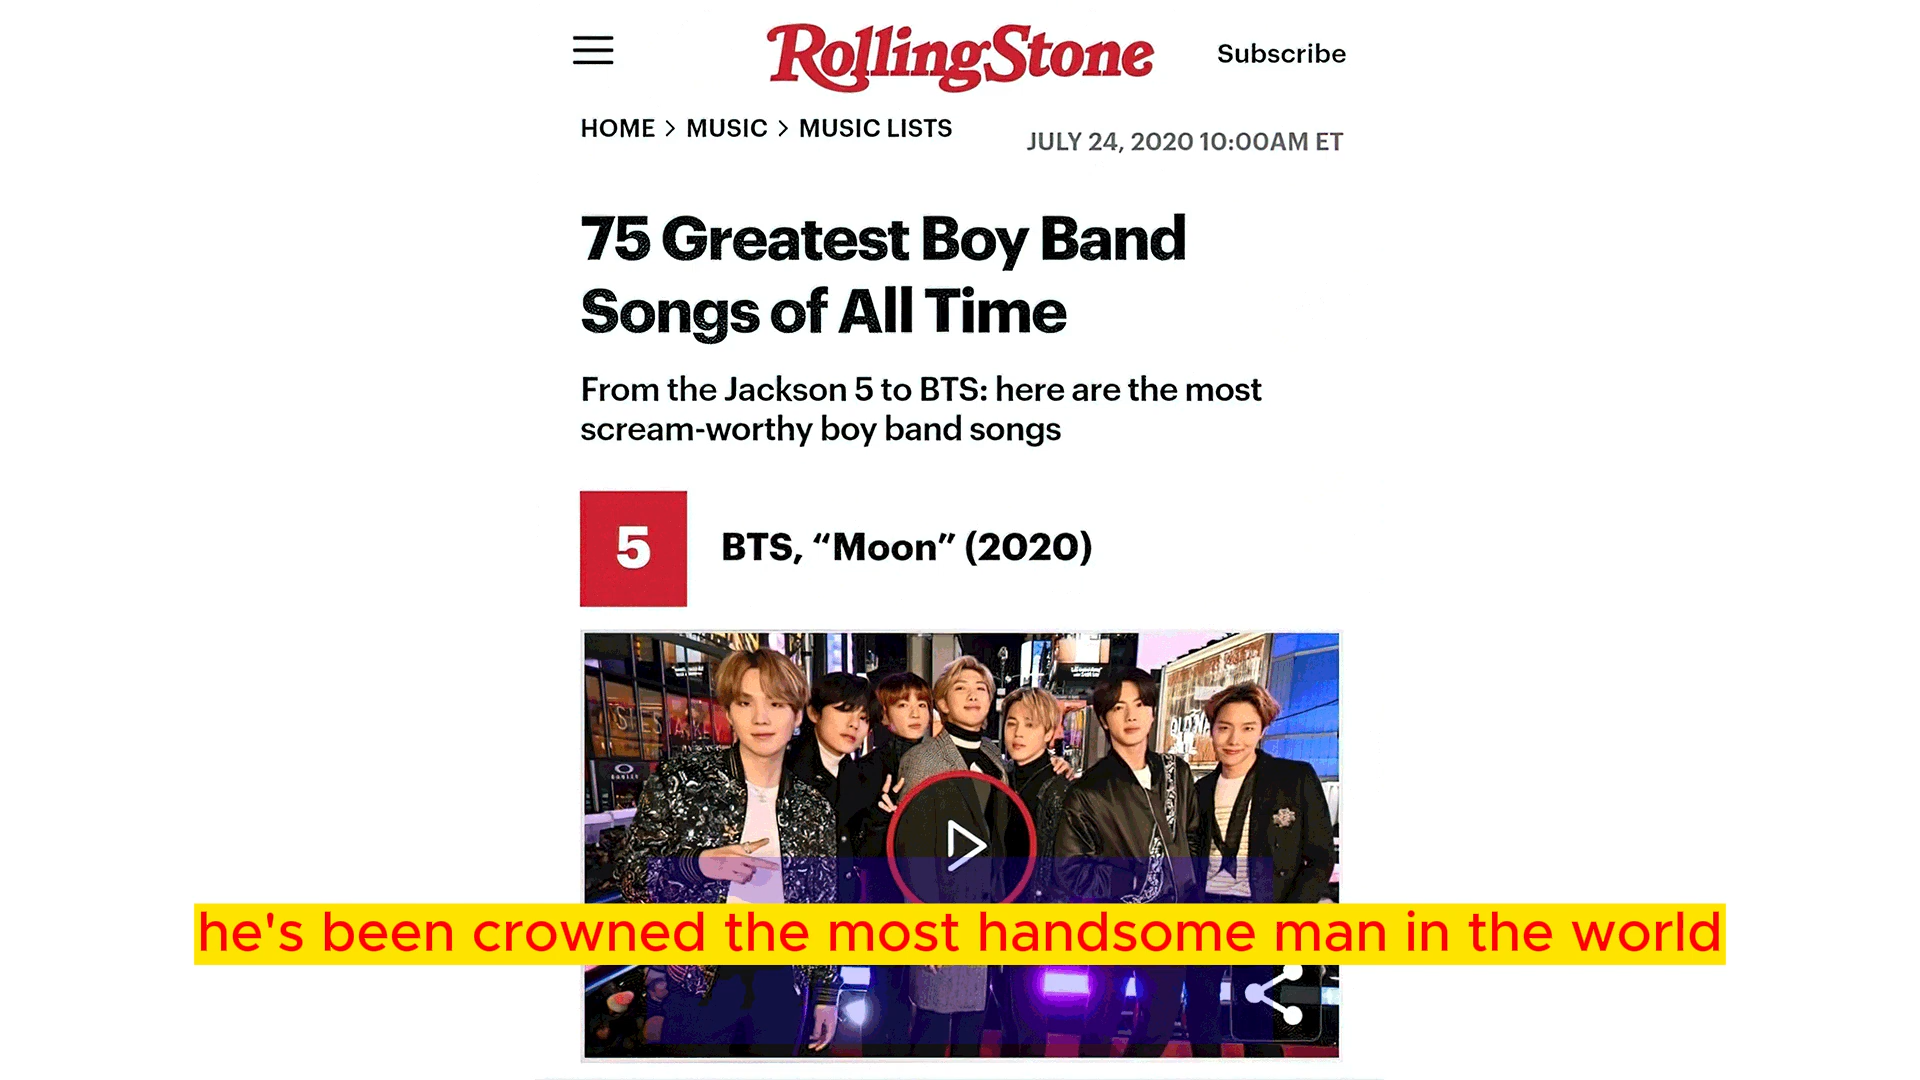 RollingStone
Subscribe
HOME > MUSIC > MUSIC LISTS
JULY 24, 2020 10:00AM ET
75 Greatest Boy Band
Songs of All Time
From the Jackson 5 to BTS: here are the most
scream-worthy boy band songs
5
BTS, “Moon” (2020)
OAKLEY
he's been crowned the most handsome man in the world